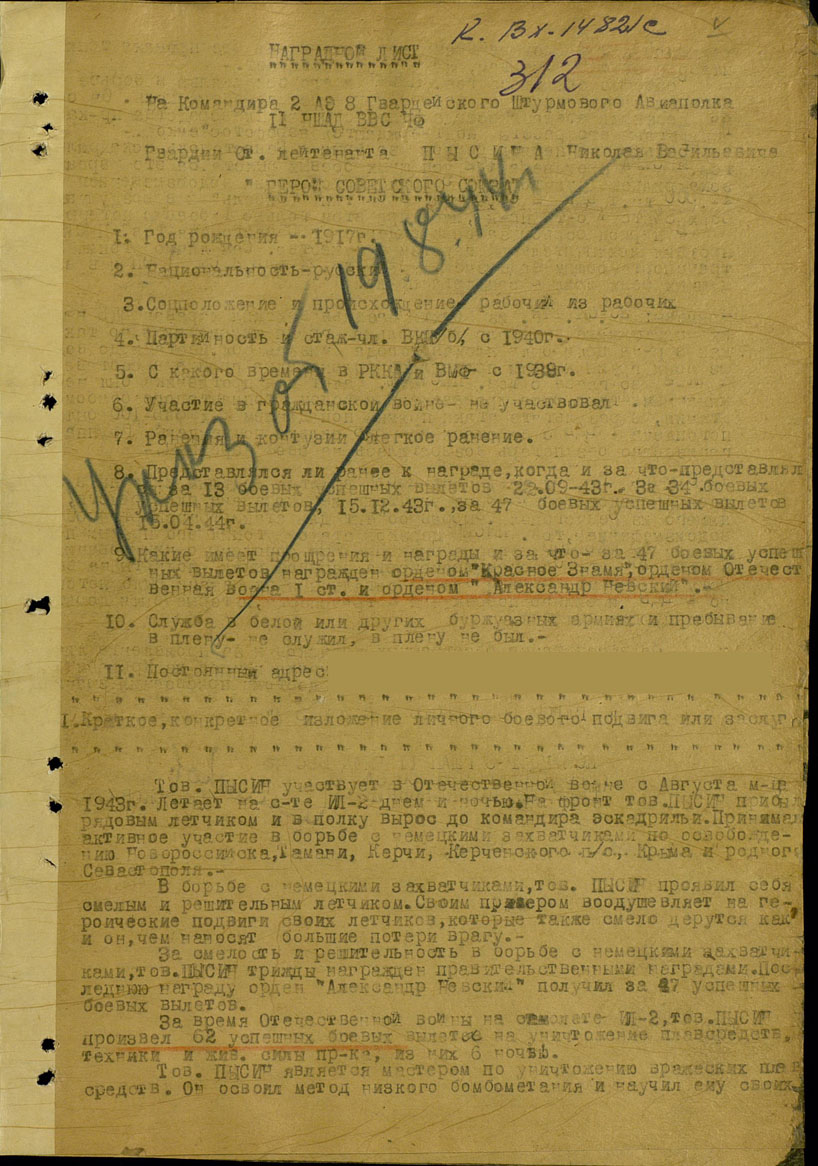 К. Вх-1482/с
НАГРАДНОЙ ЛИСТ
312
На Командира 2 АЭ 8 Гвардейского Штурмового Авиаполка
II ЧШАД ВВС ЧФ
Гвардии Ст. лейтенанта ПЫСИНА Николая Васильевича
" ГЕРОЙ СОВЕТСКОГО СОЮЗА"
Указ от 19.8.44г.
1. Год рождения - 1917г.
2. Национальность-русский
3.Соцположение и происхождение рабочий из рабочих
4. Партийность и стаж-чл. ВКП/б/ с 1940г.
5. С какого времени в РККА и ВМФ- с 1938г.
6. Участие в гражданской войне- не участвовал
7. Ранения и контузии легкое ранение.
8. Представлялся ли ранее к награде,когда и за что-представлял
за 13 боевых успешных вылетов 22.09-43г. За 34 боевых
успешных вылетов, 15.12.43г.,за 47 боевых успешных вылетов
15.04.44г.
9.Какие имеет поощрения и награды и за что- за 47 боевых успеш
ных вылетов награжден орденом "Красное Знамя",орденом Отечест
венная война I ст. и орденом " Александр Невский".-
10. Служба в белой или других буржуазных армиях и пребывание
в плену- не служил, в плену не был.-
II. Постоянный адрес
I.Краткое,конкретное изложение личного боевого подвига или заслуг
Тов. ПЫСИН участвует в Отечественной войне с Августа м-ца
1943г. Летает на с-те ИЛ-2 днем и ночью.На фронт тов.ПЫСИН прибыл
рядовым летчиком и в полку вырос до командира эскадрильи.Принимал
активное участие в борьбе с немецкими захватчиками по освобожде-
нию Новороссийска,Тамани, Керчи, Керченского п/о, Крыма и родного
Севастополя.-
В борьбе с немецкими захватчиками,тов. ПЫСИН проявил себя
смелым и решительным летчиком.Своим примером воодушевляет на ге-
роические подвиги своих летчиков,которые также смело дерутся как
и он,чем наносят большие потери врагу.-
За смелость и решительность в борьбе с немецкими захватчи-
ками,тов.ПЫСИН трижды награжден правительственными наградами.Пос
леднюю награду орден "Александр Невский" получил за 47 успешных
боевых вылетов.
За время Отечественной войны на самолете ИЛ-2,тов.ПЫСИН
произвел 62 успешных боевых вылетов на уничтожение плавсредств,
техники и жив. силы пр-ка, из них 6 ночью.
Тов. ПЫСИН является мастером по уничтожению вражеских плав
средств. Он освоил метод низкого бомбометания и научил ему своих